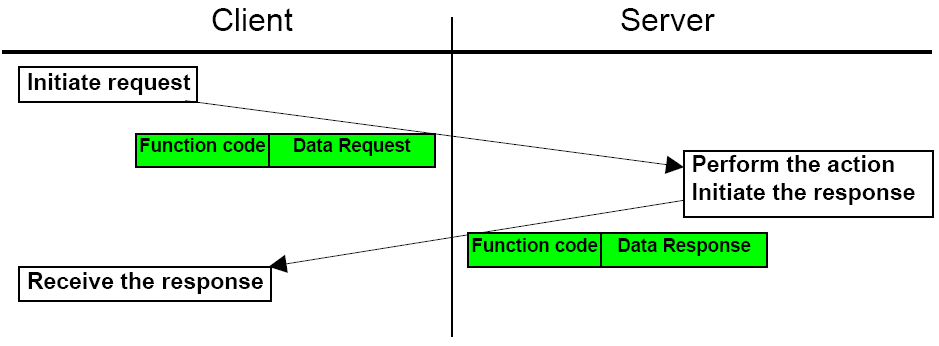 Client
Server
Initiate request
Function code
Data Request
Perform the action
Initiate the response
Function code
Data Response
Receive the response